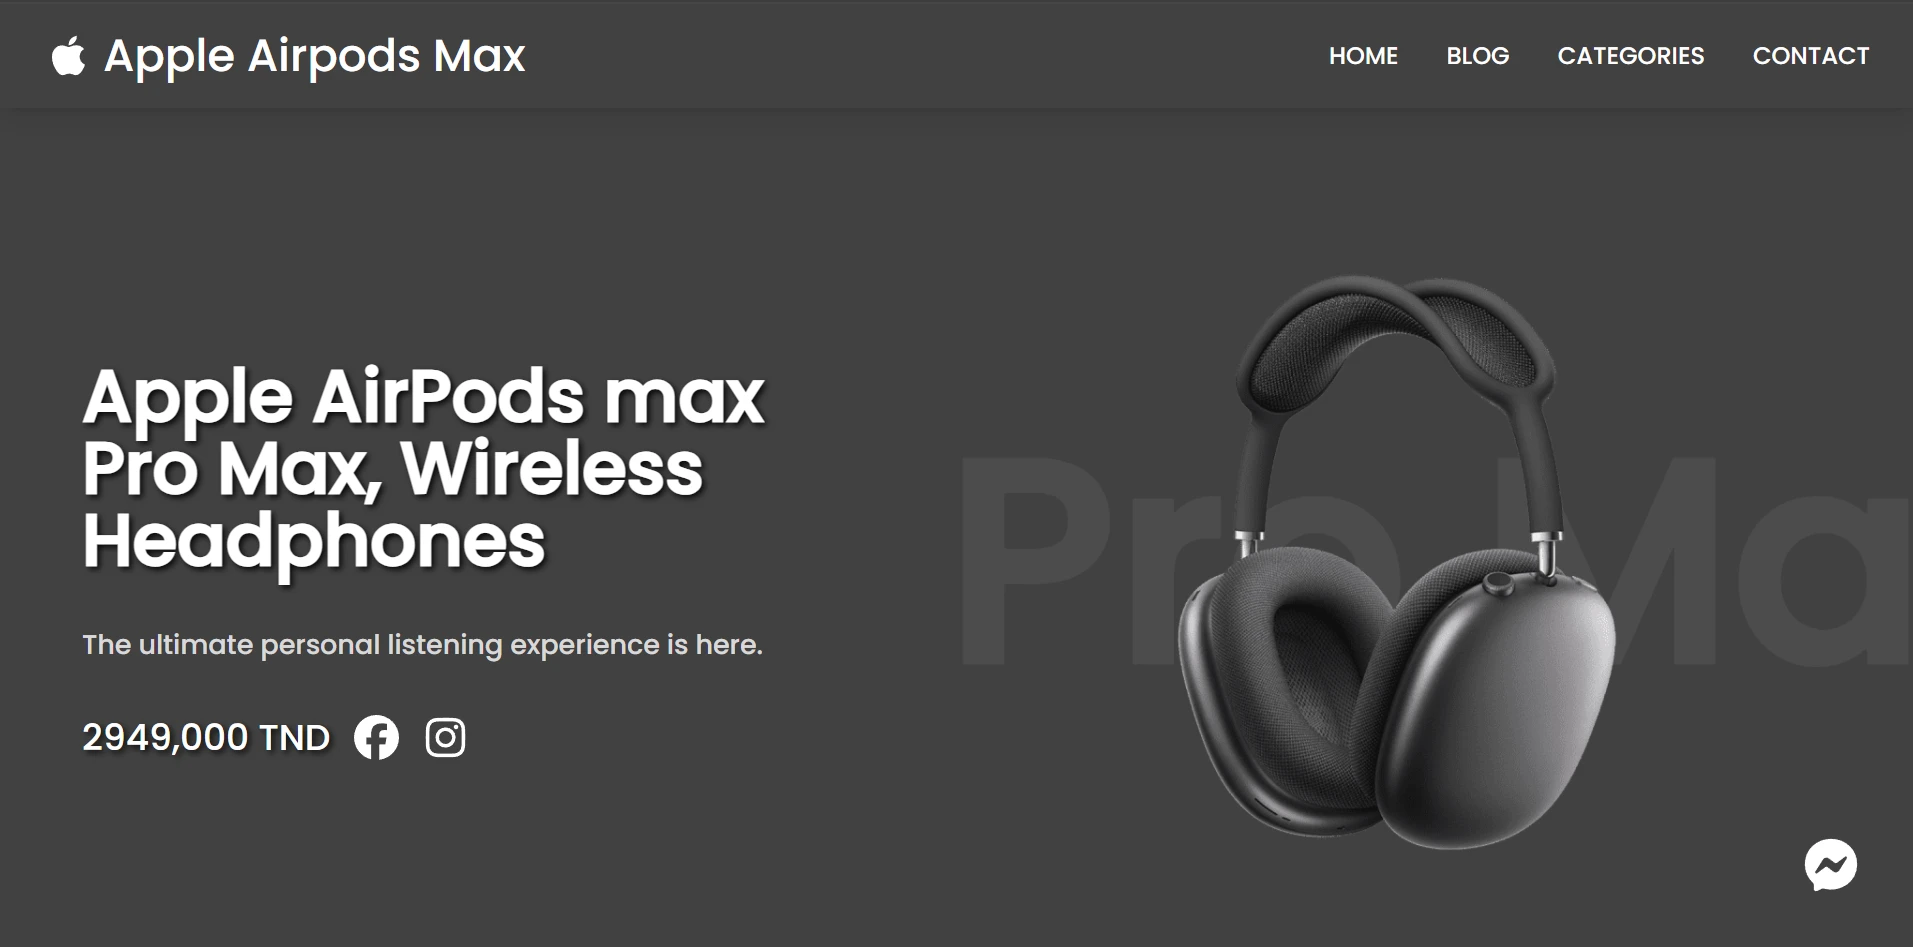 Apple Airpods Max
HOME BLOG CATEGORIES CONTACT
Apple AirPods max
Pro Max, Wireless
Headphones
The ultimate personal listening experience is here.
2949,000 TND
Pro Ma